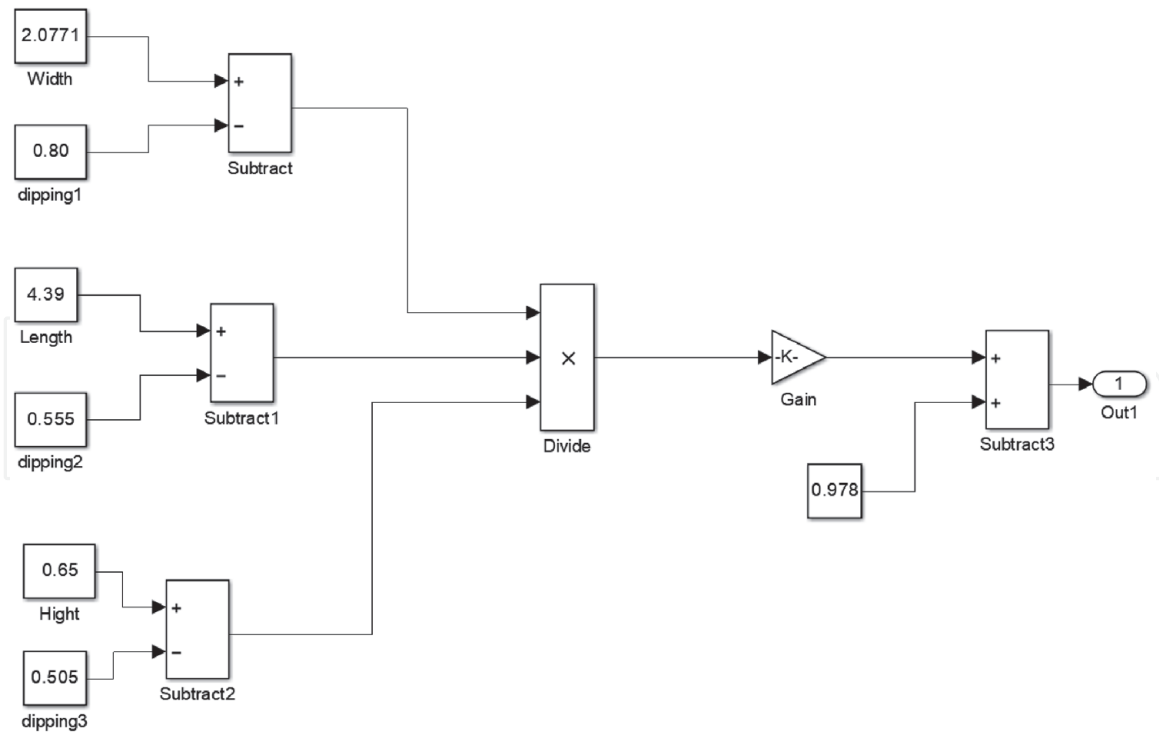 2.0771
Width
+
−
Subtract
0.80
dipping1
4.39
Length
+
−
Subtract1
0.555
dipping2
×
Divide
-K-
Gain
+
+
Subtract3
1
Out1
0.978
0.65
Hight
+
−
Subtract2
0.505
dipping3